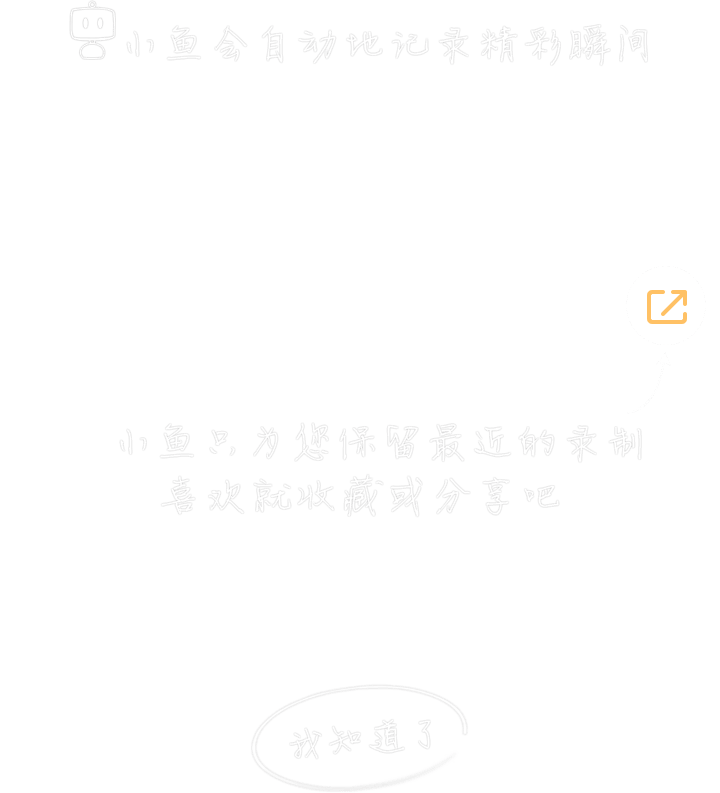 小鱼会自动地记录精彩瞬间
小鱼只为您保留最近的录制
喜欢就收藏或分享吧
我知道了